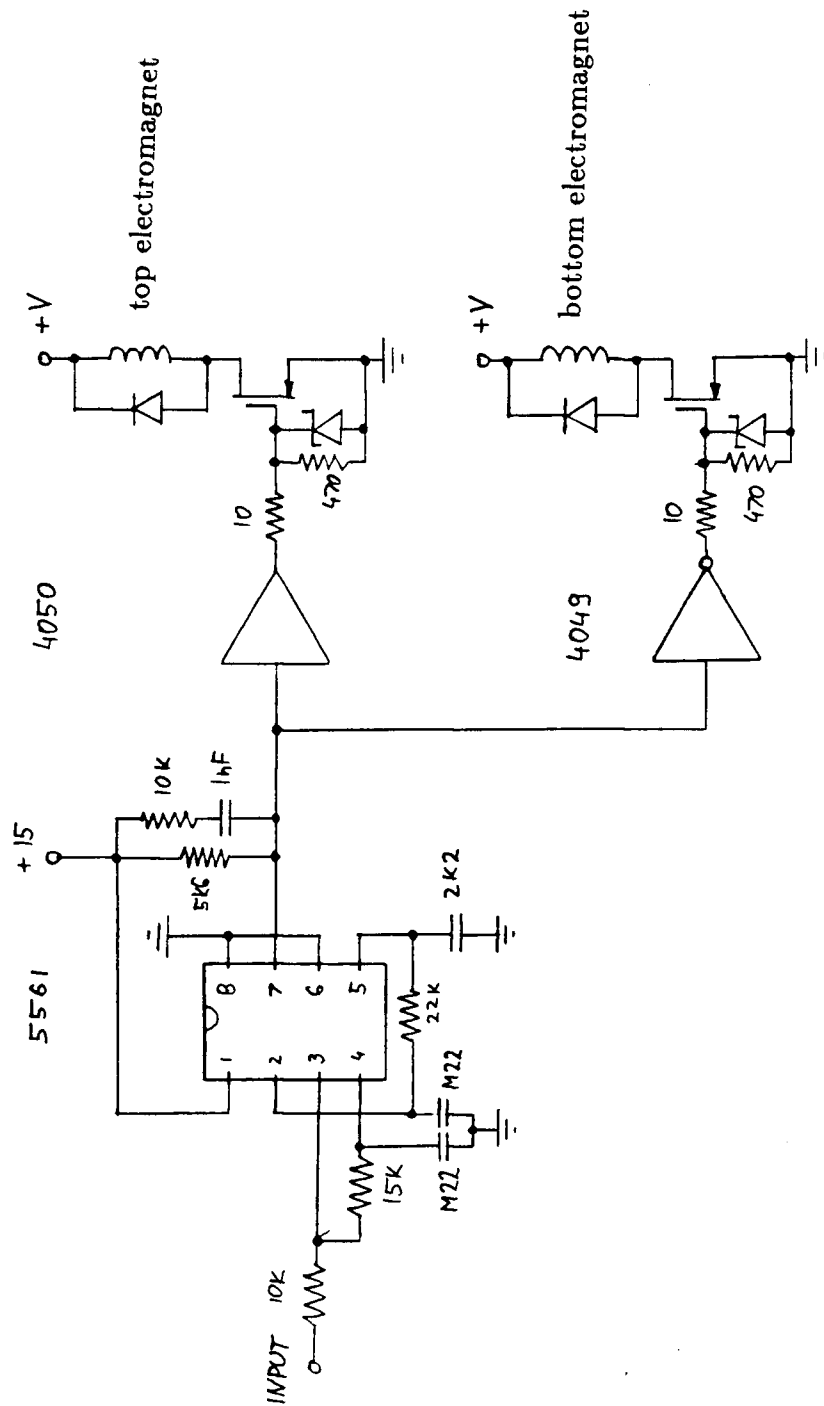 5561
+15
10K
1nF
5K6
4050
4049
10
470
+V
top electromagnet
10
470
+V
bottom electromagnet
INPUT 10K
1
2
3
4
8
7
6
5
15K
M22
M22
22K
2K2